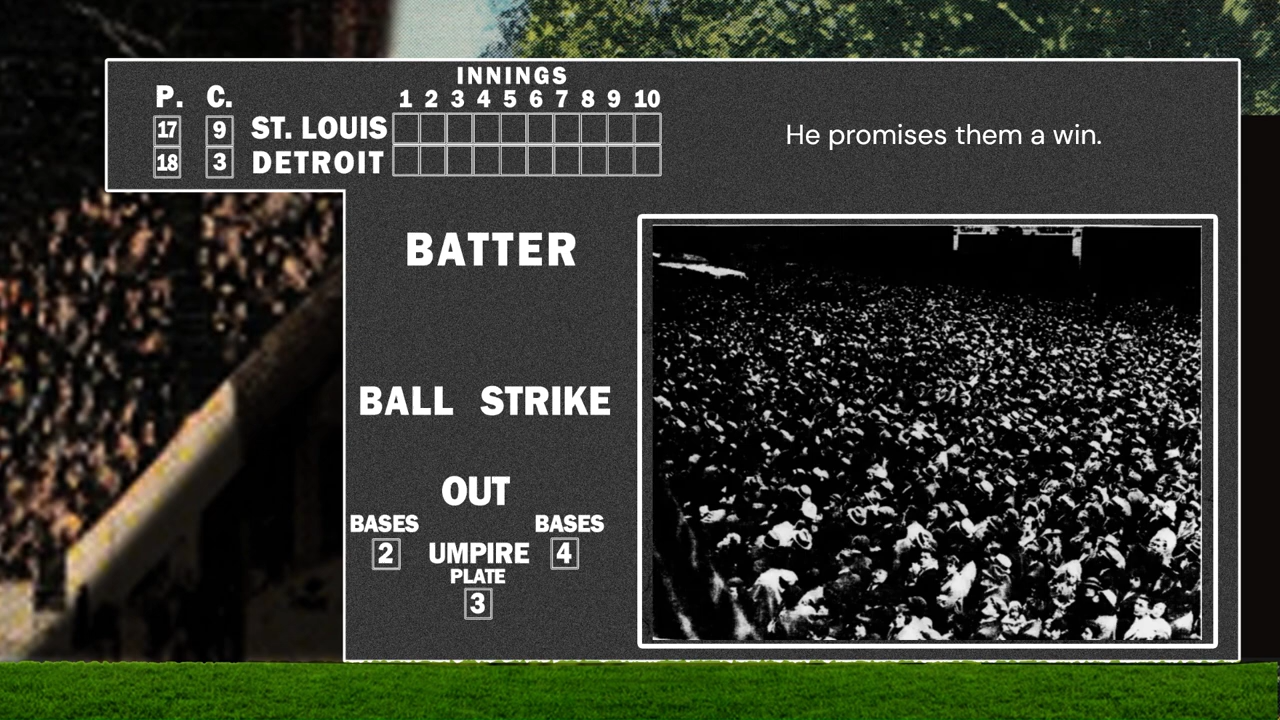 INNINGS
P. C. 1 2 3 4 5 6 7 8 9 10
17 9 ST. LOUIS
18 3 DETROIT
He promises them a win.
BATTER
BALL STRIKE
OUT
BASES BASES
2 UMPIRE 4
PLATE
3